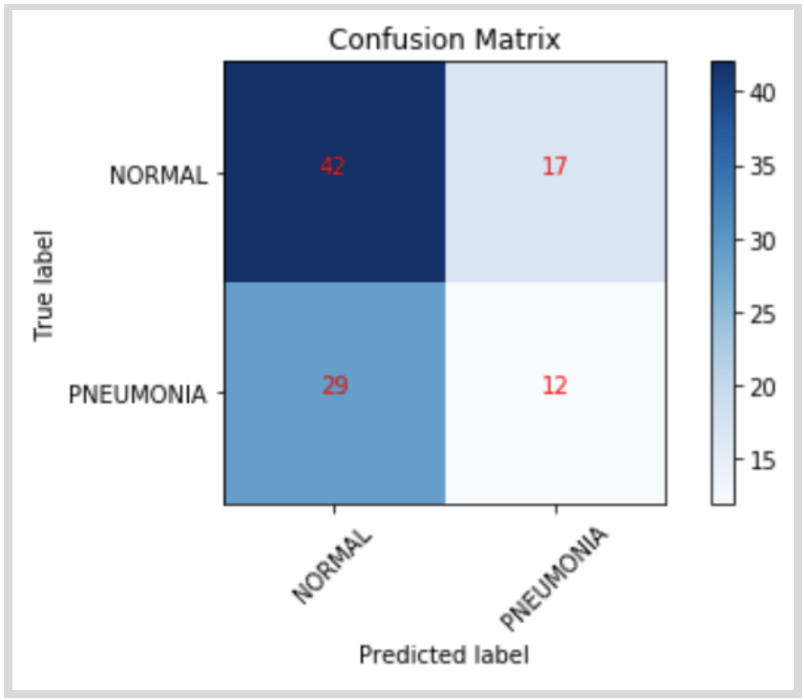 Confusion Matrix
NORMAL
42
17
PNEUMONIA
29
12
True label
NORMAL
PNEUMONIA
Predicted label
40
35
30
25
20
15